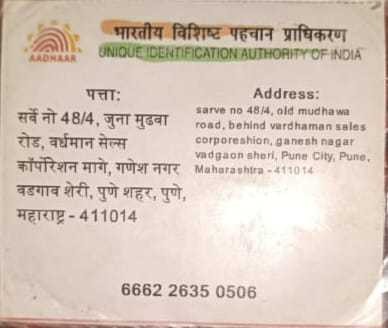 भारतीय विशिष्ट पहचान प्राधिकरण
UNIQUE IDENTIFICATION AUTHORITY OF INDIA
AADHAAR
पत्ता:
सर्वे नो 48/4, जुना मुढवा
रोड, वर्धमान सेल्स
कॉर्पोरेशन मागे, गणेश नगर
वडगाव शेरी, पुणे शहर, पुणे,
महाराष्ट्र - 411014
Address:
sarve no 48/4, old mudhawa
road, behind vardhaman sales
corporeshion, ganesh nagar
vadgaon sheri, Pune City, Pune,
Maharashtra - 411014
6662 2635 0506